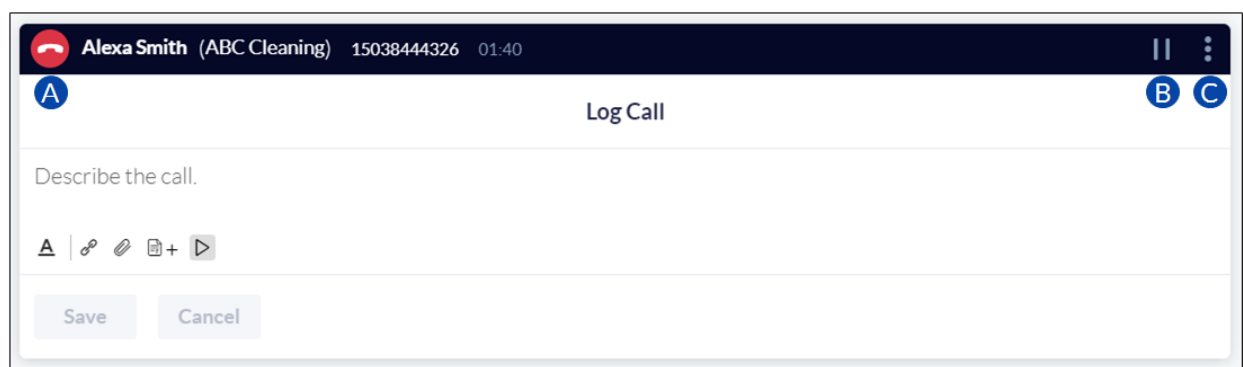 Alexa Smith (ABC Cleaning) 15038444326 01:40
A B C
Log Call
Describe the call.
A +
Save Cancel